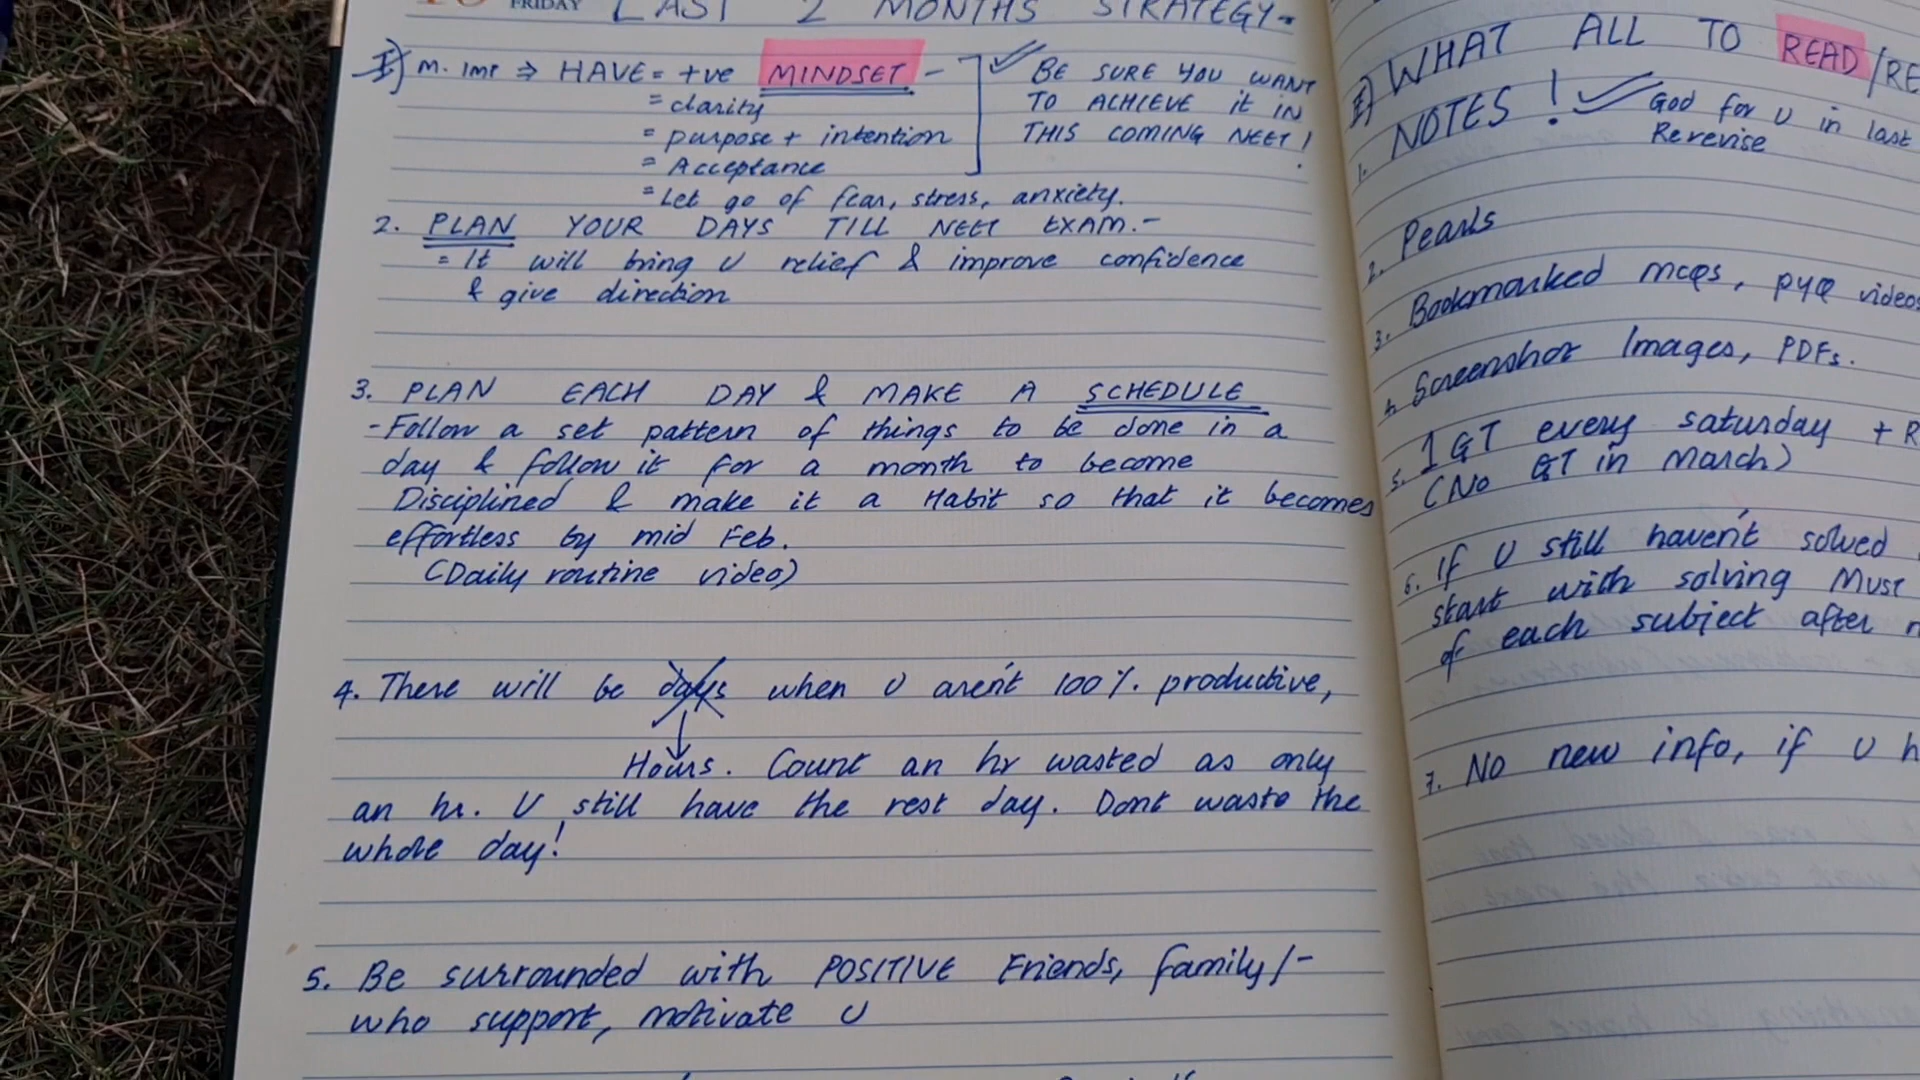 FRIDAY LAST 2 MONTHS STRATEGY-
I) M. Imp ⇒ HAVE = +ve MINDSET -
= clarity
= purpose + intention
= Acceptance
= Let go of fear, stress, anxiety.
BE SURE YOU WANT
TO ACHIEVE it IN
THIS COMING NEET!
2. PLAN YOUR DAYS TILL NEET EXAM.-
= It will bring U relief & improve confidence
& give direction
3. PLAN EACH DAY & MAKE A SCHEDULE
-Follow a set pattern of things to be done in a
day & follow it for a month to become
Disciplined & make it a Habit so that it becomes
effortless by mid Feb.
(Daily routine video)
4. There will be days when U aren't 100%. productive,
Hours. Count an hr wasted as only
an hr. U still have the rest day. Dont waste the
whole day!
5. Be surrounded with POSITIVE Friends, family/-
who support, motivate U
II) WHAT ALL TO READ/RE
1. NOTES! God for U in last
Rerevise
2. Pearls
3. Bookmarked mcqs, pyq videos
4. Screenshot Images, PDFs.
5. 1 GT every saturday + R
(No GT in March)
6. If U still haven't solved
start with solving Must
of each subject after
7. No new info, if U h